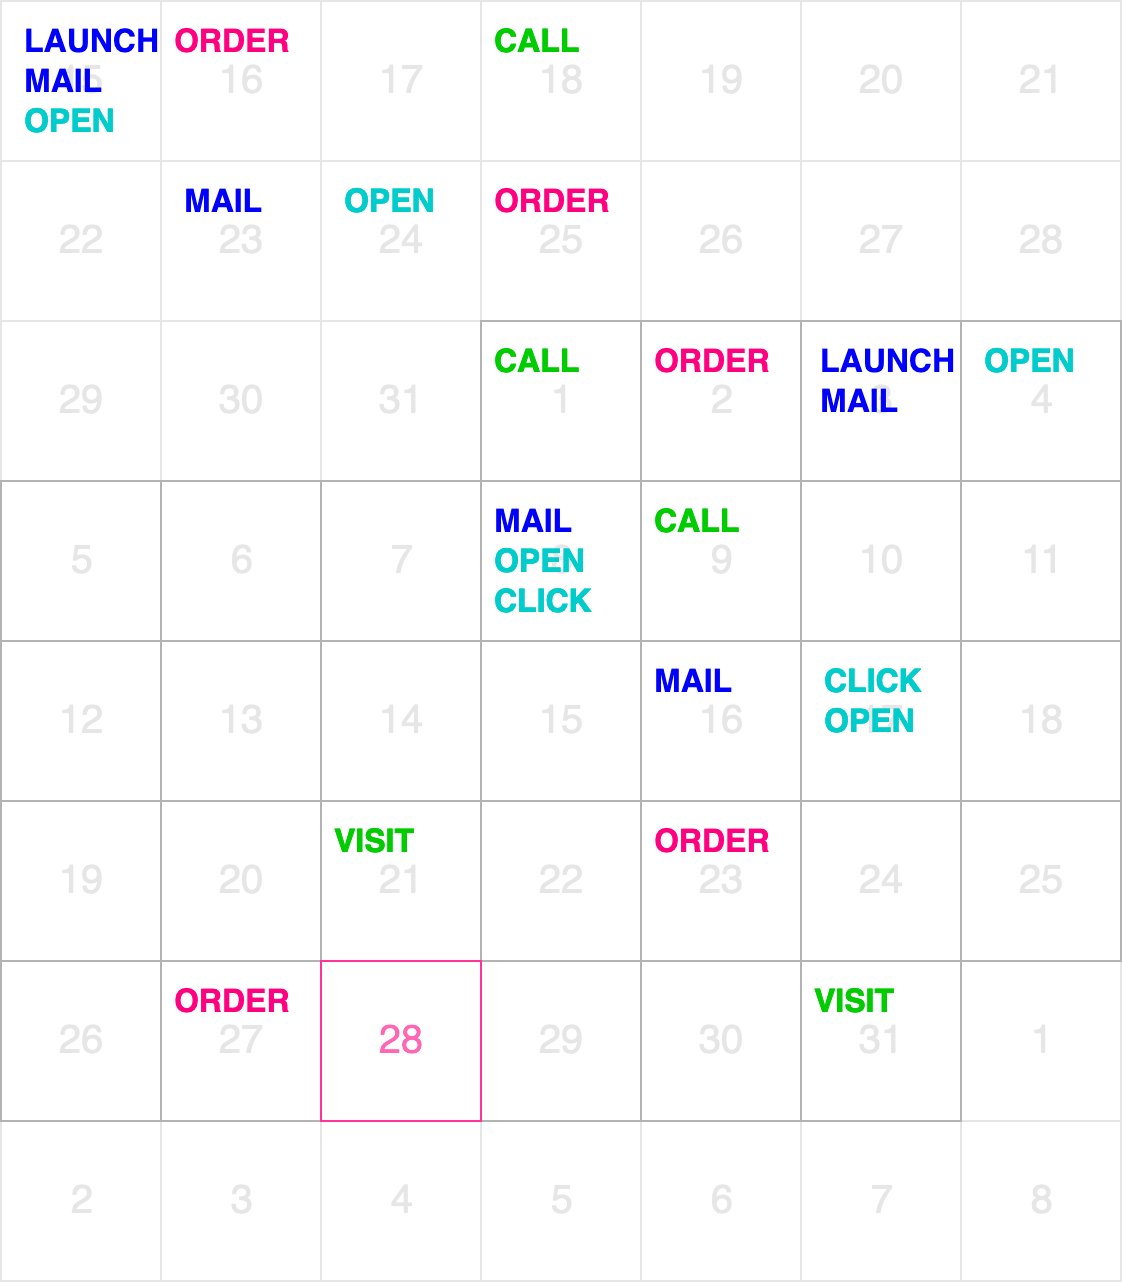 LAUNCH ORDER CALL
15 16 17 18 19 20 21
MAIL
OPEN
MAIL OPEN ORDER
22 23 24 25 26 27 28
CALL ORDER LAUNCH OPEN
29 30 31 1 2 3 4
MAIL
MAIL CALL
5 6 7 8 9 10 11
OPEN
CLICK
MAIL CLICK
12 13 14 15 16 17 18
OPEN
VISIT ORDER
19 20 21 22 23 24 25
ORDER VISIT
26 27 28 29 30 31 1
2 3 4 5 6 7 8